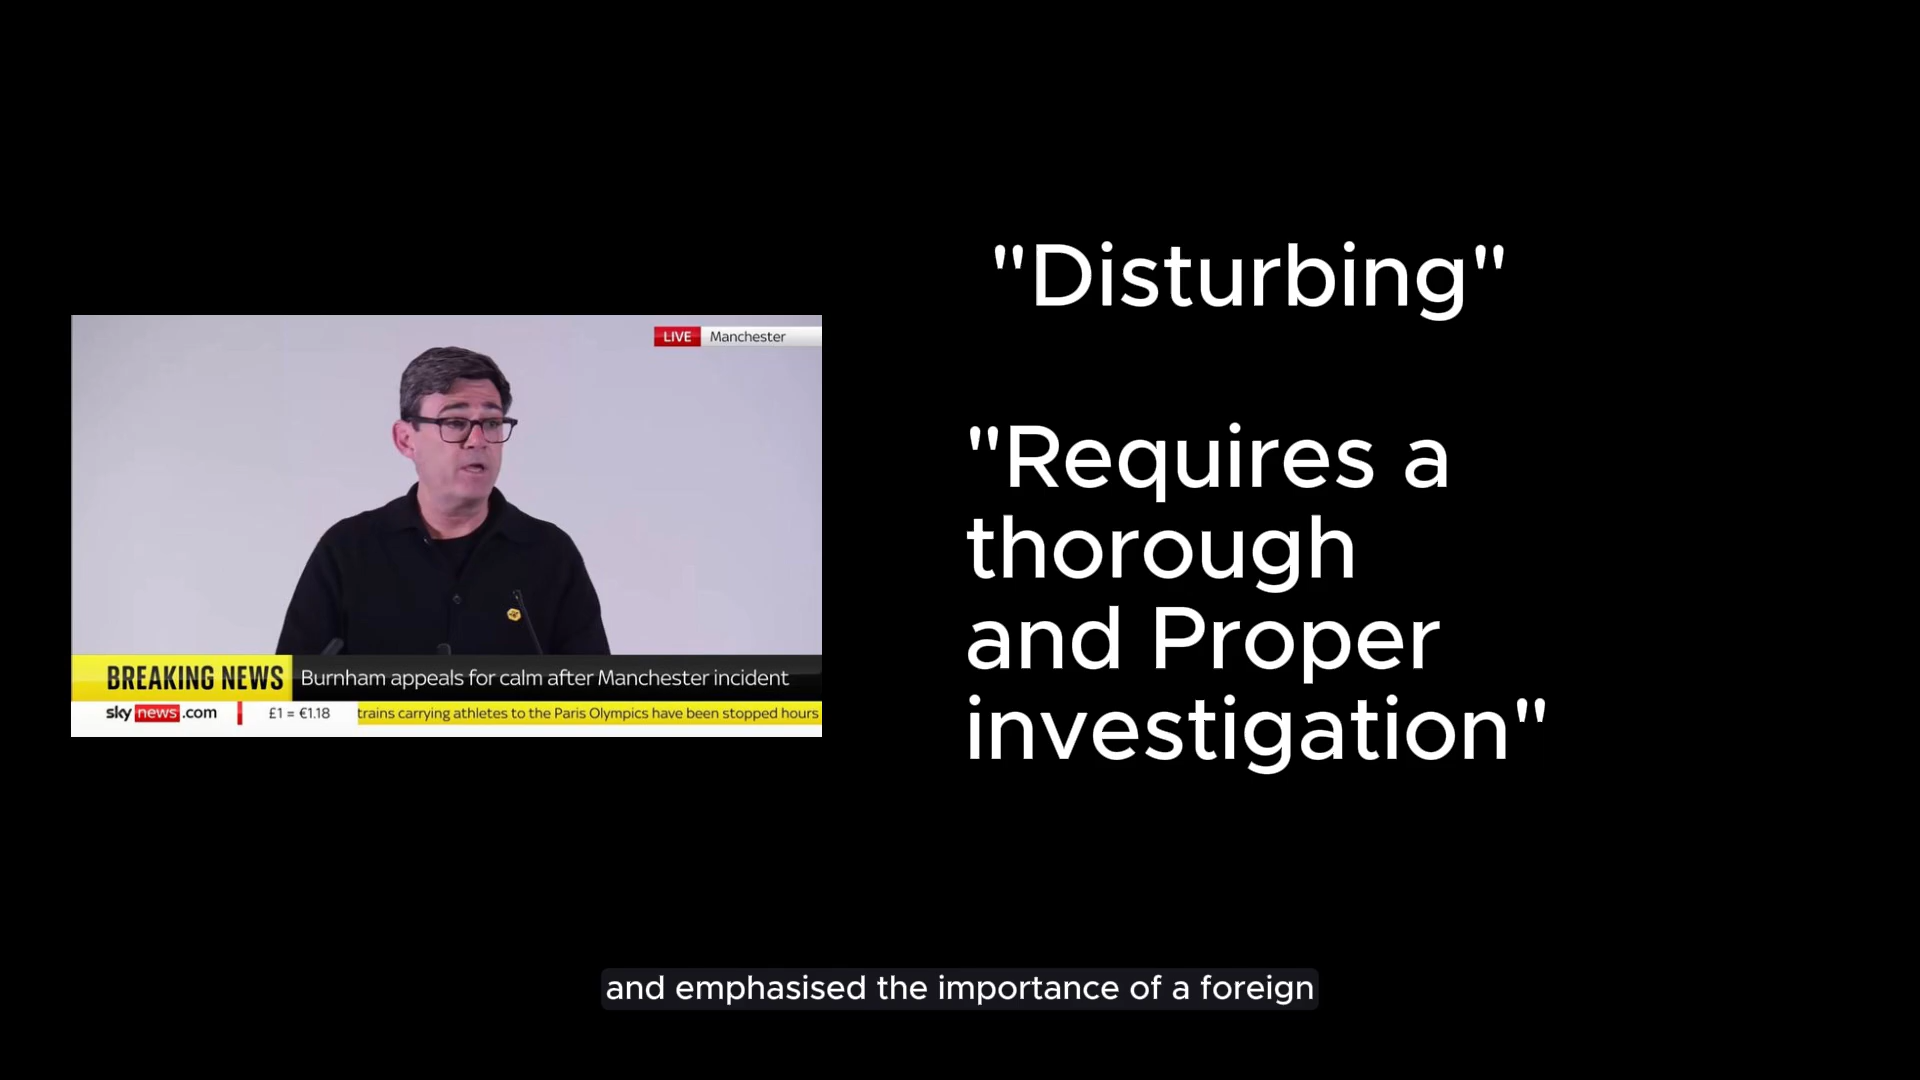 "Disturbing"
"Requires a
thorough
and Proper
investigation"
LIVE Manchester
BREAKING NEWS Burnham appeals for calm after Manchester incident
sky news.com £1 = €1.18 trains carrying athletes to the Paris Olympics have been stopped hours
and emphasised the importance of a foreign